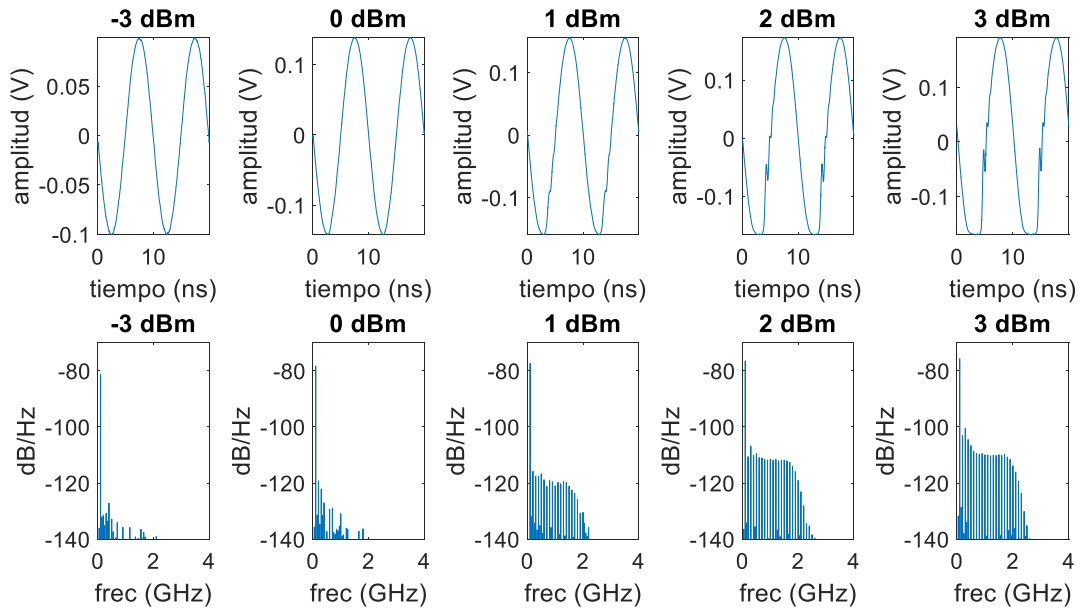 -3 dBm 0 dBm 1 dBm 2 dBm 3 dBm
amplitud (V) amplitud (V) amplitud (V) amplitud (V) amplitud (V)
0.05 0.1 0.1 0.1 0.1
0 0 0 0 0
-0.05 -0.1 -0.1 -0.1 -0.1
-0.1
0 10 0 10 0 10 0 10 0 10
tiempo (ns) tiempo (ns) tiempo (ns) tiempo (ns) tiempo (ns)
-3 dBm 0 dBm 1 dBm 2 dBm 3 dBm
dB/Hz dB/Hz dB/Hz dB/Hz dB/Hz
-80 -80 -80 -80 -80
-100 -100 -100 -100 -100
-120 -120 -120 -120 -120
-140 -140 -140 -140 -140
0 2 4 0 2 4 0 2 4 0 2 4 0 2 4
frec (GHz) frec (GHz) frec (GHz) frec (GHz) frec (GHz)